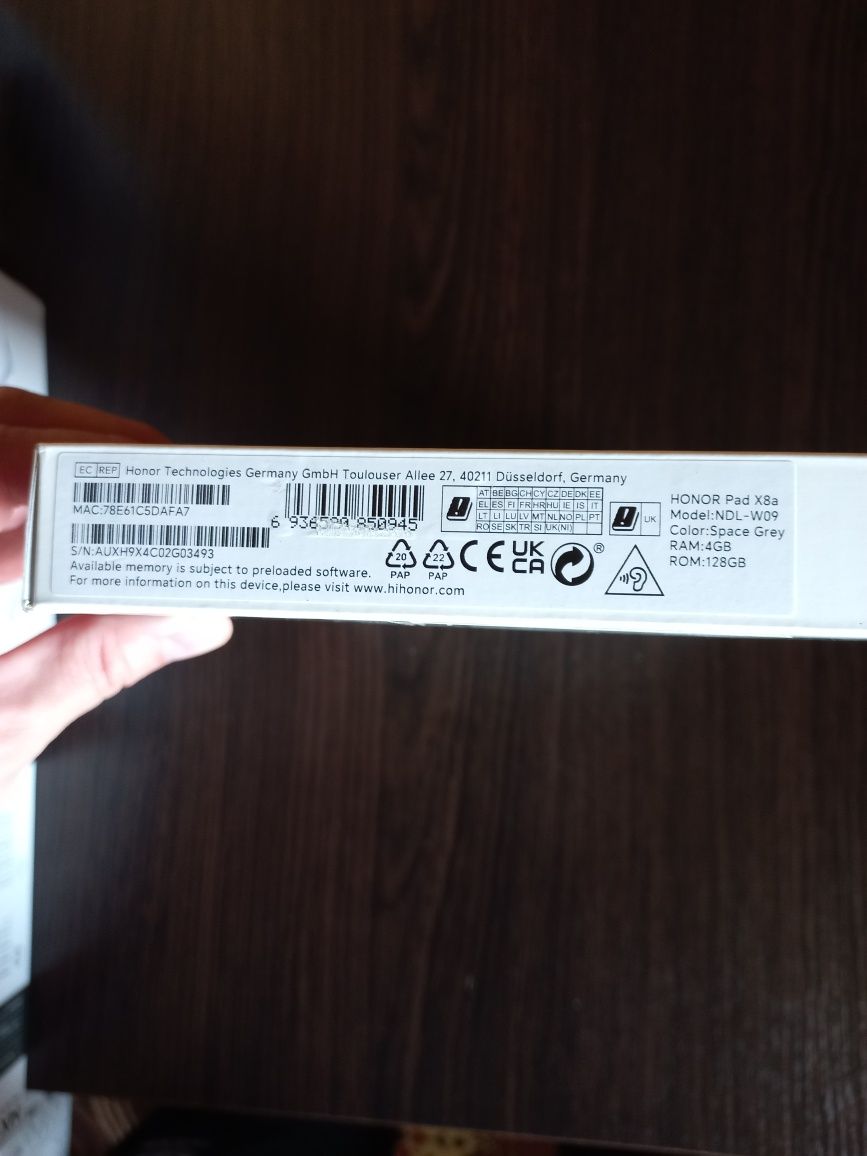 EC REP Honor Technologies Germany GmbH Toulouser Allee 27, 40211 Düsseldorf, Germany
MAC:78E61C5DAFA7
S/N:AUXH9X4C02G03493
Available memory is subject to preloaded software.
For more information on this device,please visit www.hihonor.com
6 936520 850945
AT BE BG CH CY CZ DE DK EE
EL ES FI FR HR HU IE IS IT
LT LI LU LV MT NL NO PL PT
RO SE SK TR SI UK(NI)
UK
20
PAP
22
PAP
CE
UK
CA
®
HONOR Pad X8a
Model:NDL-W09
Color:Space Grey
RAM:4GB
ROM:128GB